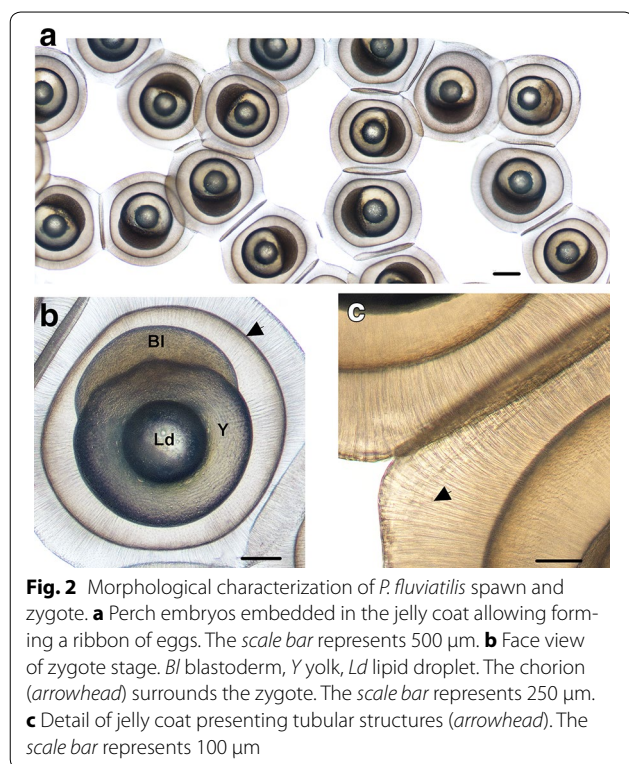 a
b
c
Bl
Y
Ld
Fig. 2 Morphological characterization of P. fluviatilis spawn and
zygote. a Perch embryos embedded in the jelly coat allowing form-
ing a ribbon of eggs. The scale bar represents 500 µm. b Face view
of zygote stage. Bl blastoderm, Y yolk, Ld lipid droplet. The chorion
(arrowhead) surrounds the zygote. The scale bar represents 250 µm.
c Detail of jelly coat presenting tubular structures (arrowhead). The
scale bar represents 100 µm